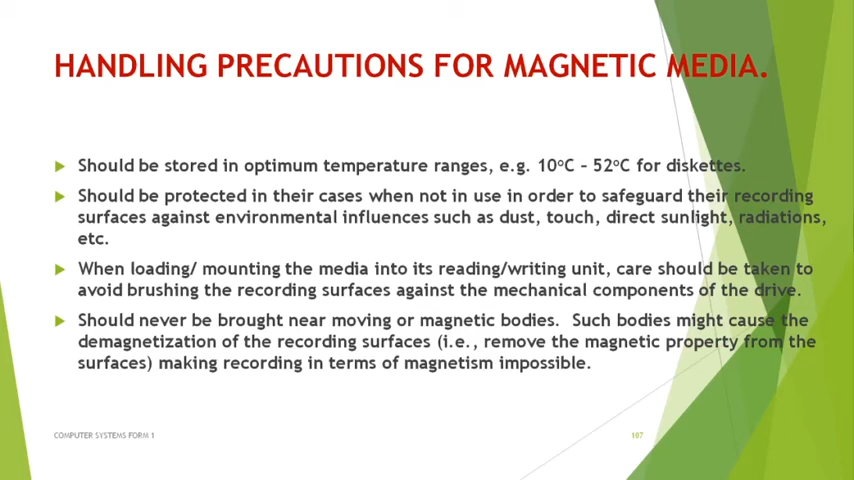 HANDLING PRECAUTIONS FOR MAGNETIC MEDIA.
Should be stored in optimum temperature ranges, e.g. 10°C – 52°C for diskettes.
Should be protected in their cases when not in use in order to safeguard their recording
surfaces against environmental influences such as dust, touch, direct sunlight, radiations,
etc.
When loading/ mounting the media into its reading/writing unit, care should be taken to
avoid brushing the recording surfaces against the mechanical components of the drive.
Should never be brought near moving or magnetic bodies.  Such bodies might cause the
demagnetization of the recording surfaces (i.e., remove the magnetic property from the
surfaces) making recording in terms of magnetism impossible.
COMPUTER SYSTEMS FORM 1
107